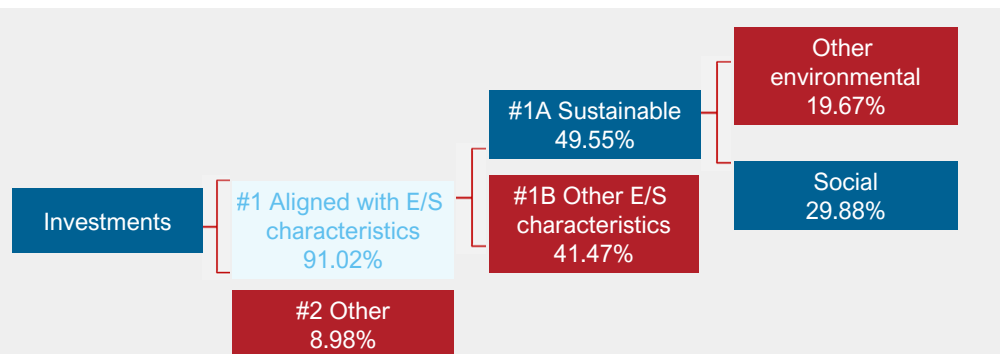 Investments
#1 Aligned with E/S
characteristics
91.02%
#2 Other
8.98%
#1A Sustainable
49.55%
#1B Other E/S
characteristics
41.47%
Other
environmental
19.67%
Social
29.88%